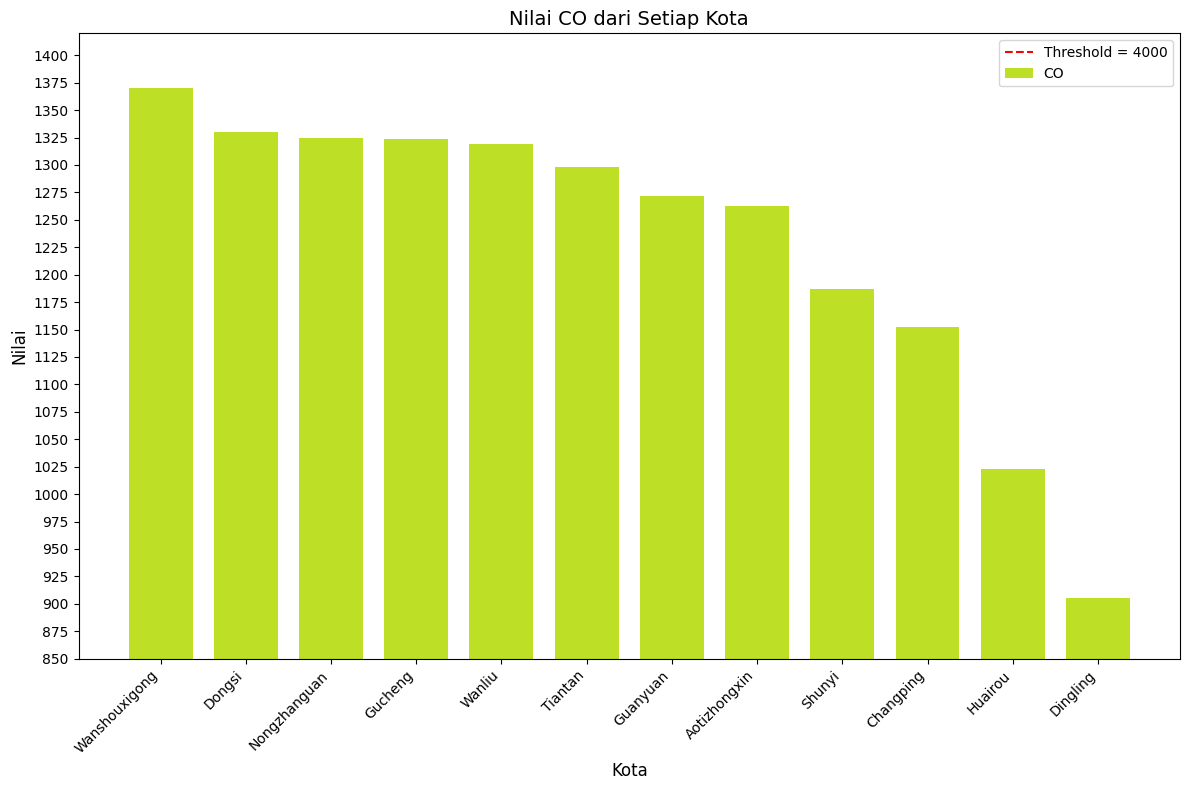 Nilai CO dari Setiap Kota
Threshold = 4000
CO
Nilai
1400
1375
1350
1325
1300
1275
1250
1225
1200
1175
1150
1125
1100
1075
1050
1025
1000
975
950
925
900
875
850
Wanshouxigong
Dongsi
Nongzhanguan
Gucheng
Wanliu
Tiantan
Guanyuan
Aotizhongxin
Shunyi
Changping
Huairou
Dingling
Kota